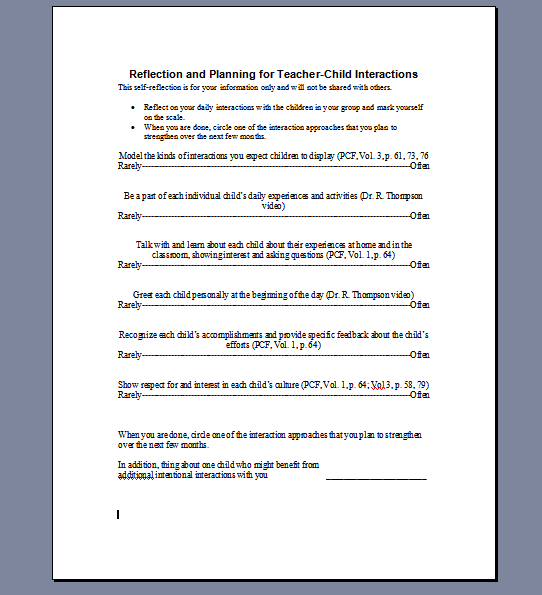 Reflection and Planning for Teacher-Child Interactions
This self-reflection is for your information only and will not be shared with others.
• Reflect on your daily interactions with the children in your group and mark yourself
on the scale.
• When you are done, circle one of the interaction approaches that you plan to
strengthen over the next few months.
Model the kinds of interactions you expect children to display (PCF, Vol. 3, p. 61, 73, 76
Rarely----------------------------------------------------------------------------------------Often
Be a part of each individual child's daily experiences and activities (Dr. R. Thompson
video)
Rarely----------------------------------------------------------------------------------------Often
Talk with and learn about each child about their experiences at home and in the
classroom, showing interest and asking questions (PCF, Vol. 1, p. 64)
Rarely----------------------------------------------------------------------------------------Often
Greet each child personally at the beginning of the day (Dr. R. Thompson video)
Rarely----------------------------------------------------------------------------------------Often
Recognize each child's accomplishments and provide specific feedback about the child's
efforts (PCF, Vol. 1, p. 64)
Rarely----------------------------------------------------------------------------------------Often
Show respect for and interest in each child's culture (PCF, Vol. 1, p. 64; Vol3, p. 58, 79)
Rarely----------------------------------------------------------------------------------------Often
When you are done, circle one of the interaction approaches that you plan to strengthen
over the next few months.
In addition, thing about one child who might benefit from
additional intentional interactions with you ____________________